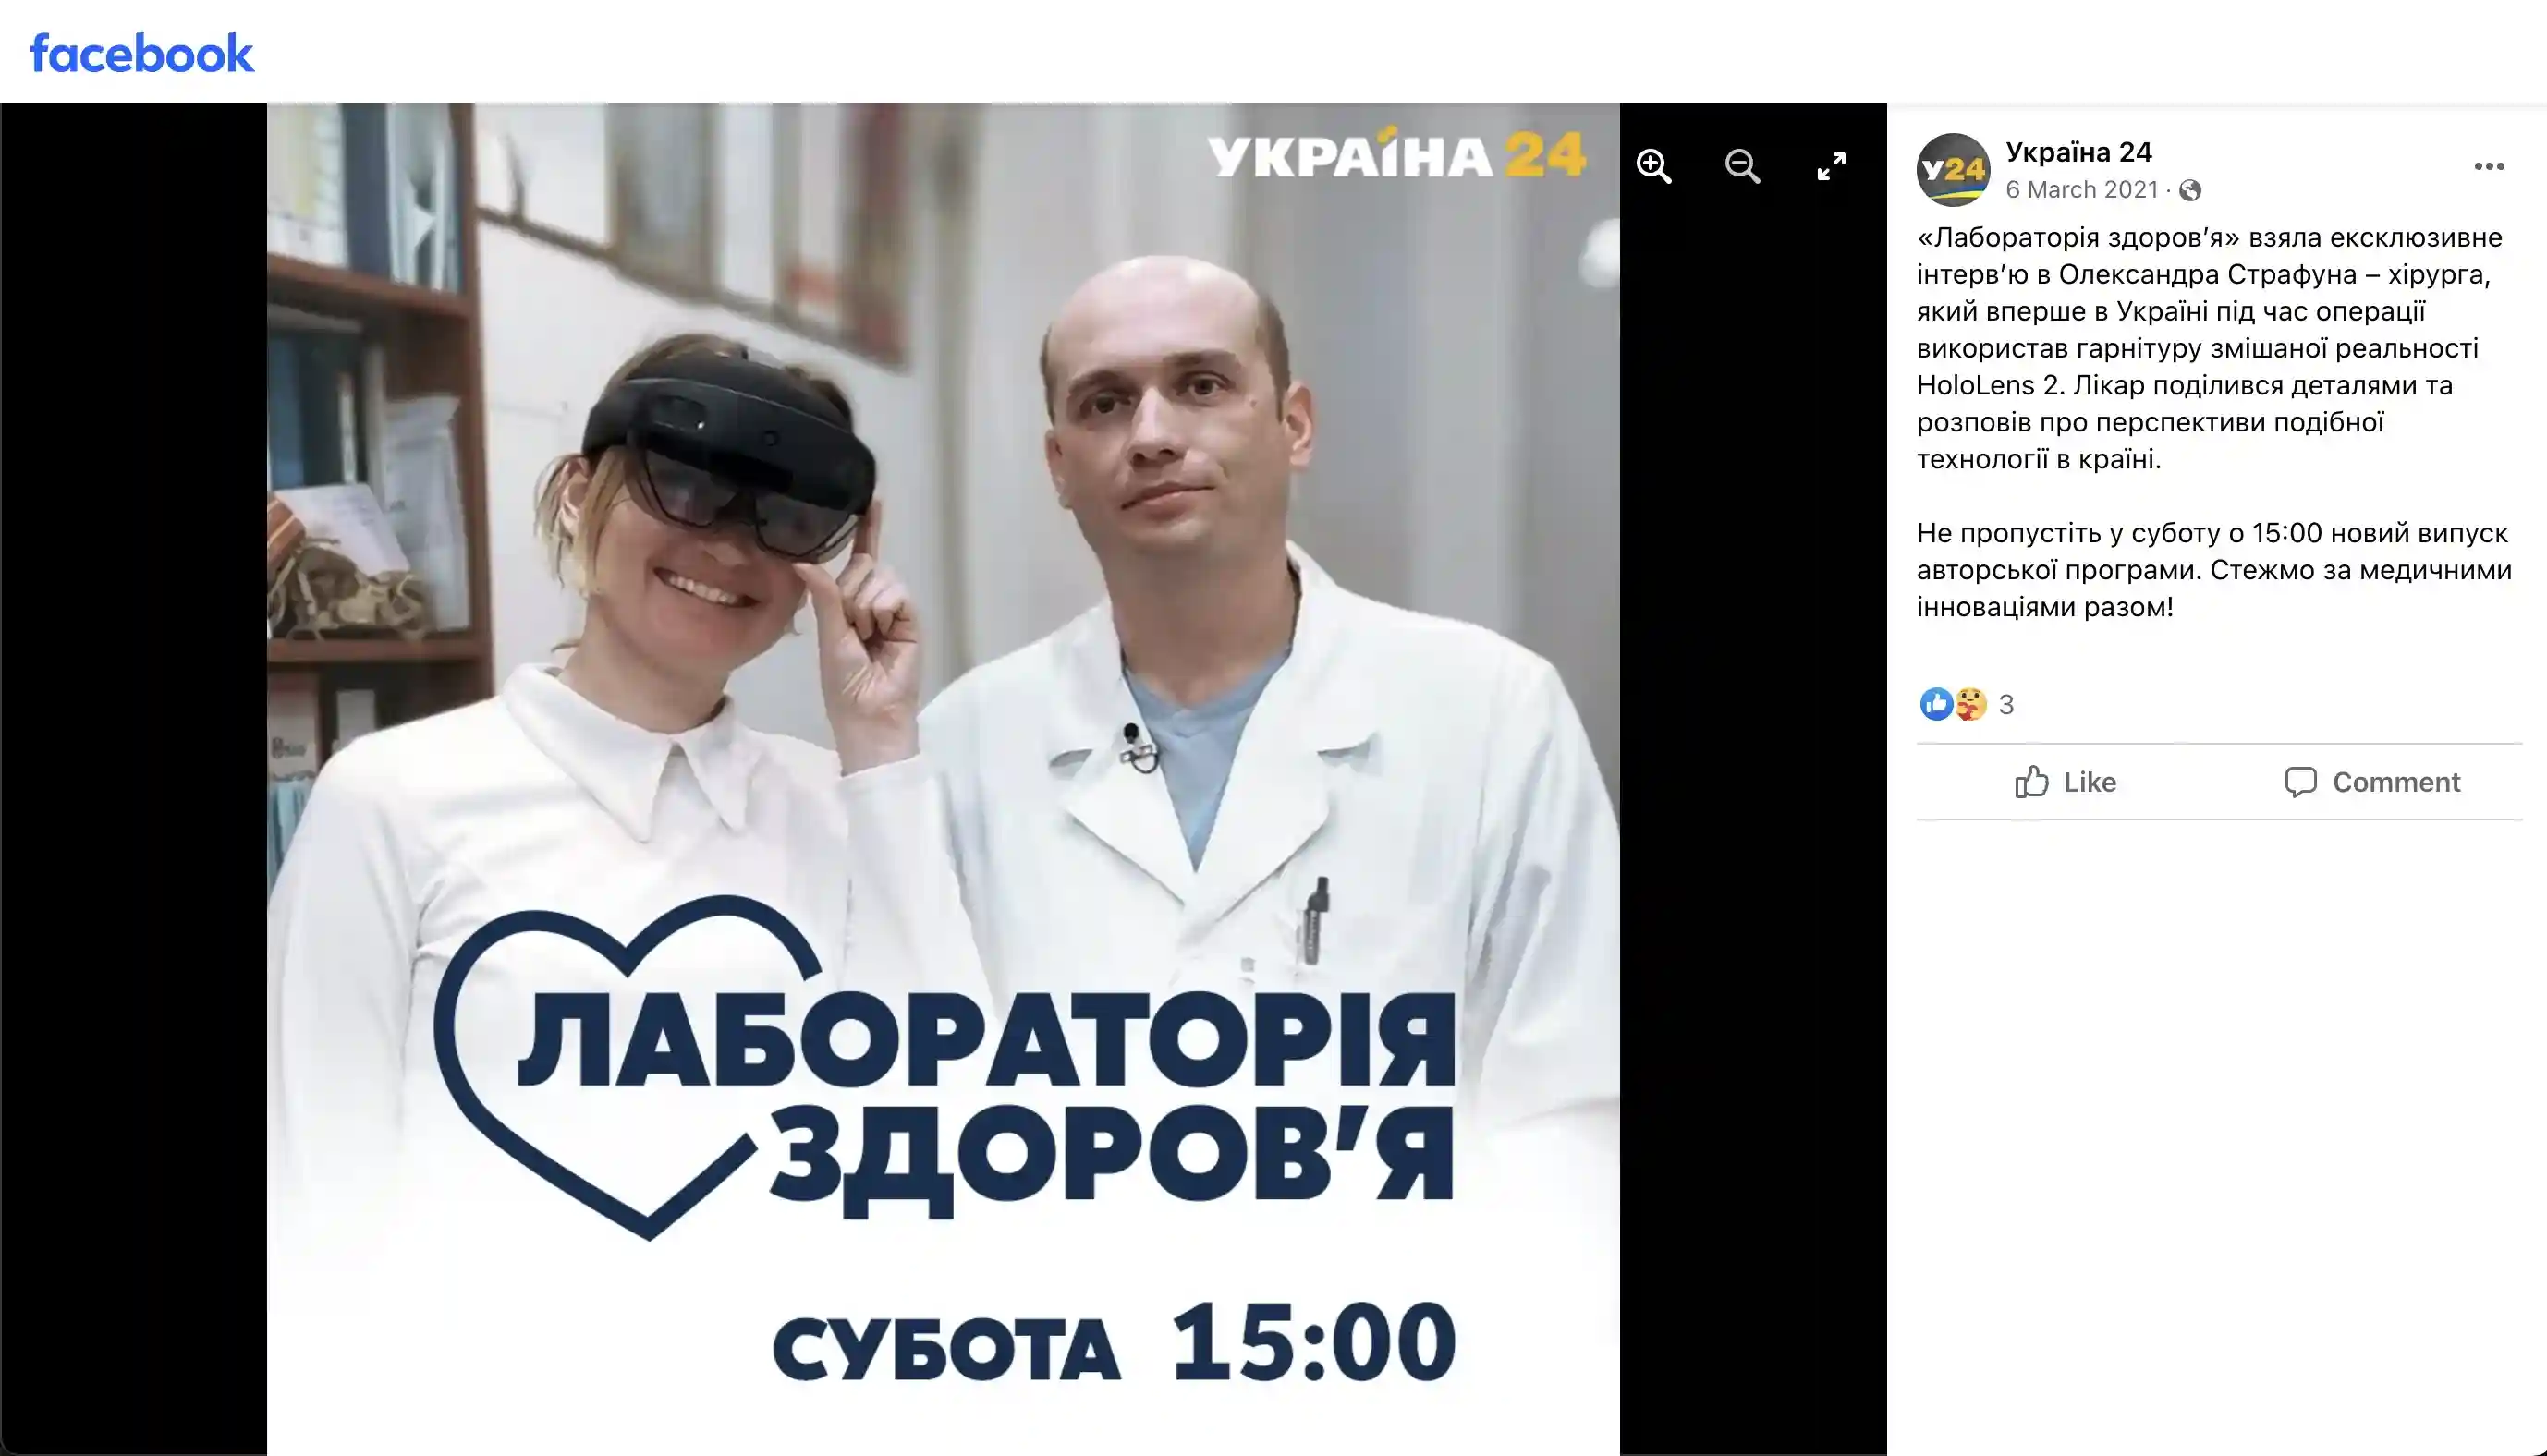 facebook
УКРАЇНА 24
У24
Україна 24
6 March 2021 ·
«Лабораторія здоров’я» взяла ексклюзивне
інтерв’ю в Олександра Страфуна – хірурга,
який вперше в Україні під час операції
використав гарнітуру змішаної реальності
HoloLens 2. Лікар поділився деталями та
розповів про перспективи подібної
технології в країні.
Не пропустіть у суботу о 15:00 новий випуск
авторської програми. Стежмо за медичними
інноваціями разом!
3
Like
Comment
ЛАБОРАТОРІЯ
ЗДОРОВ’Я
СУБОТА 15:00